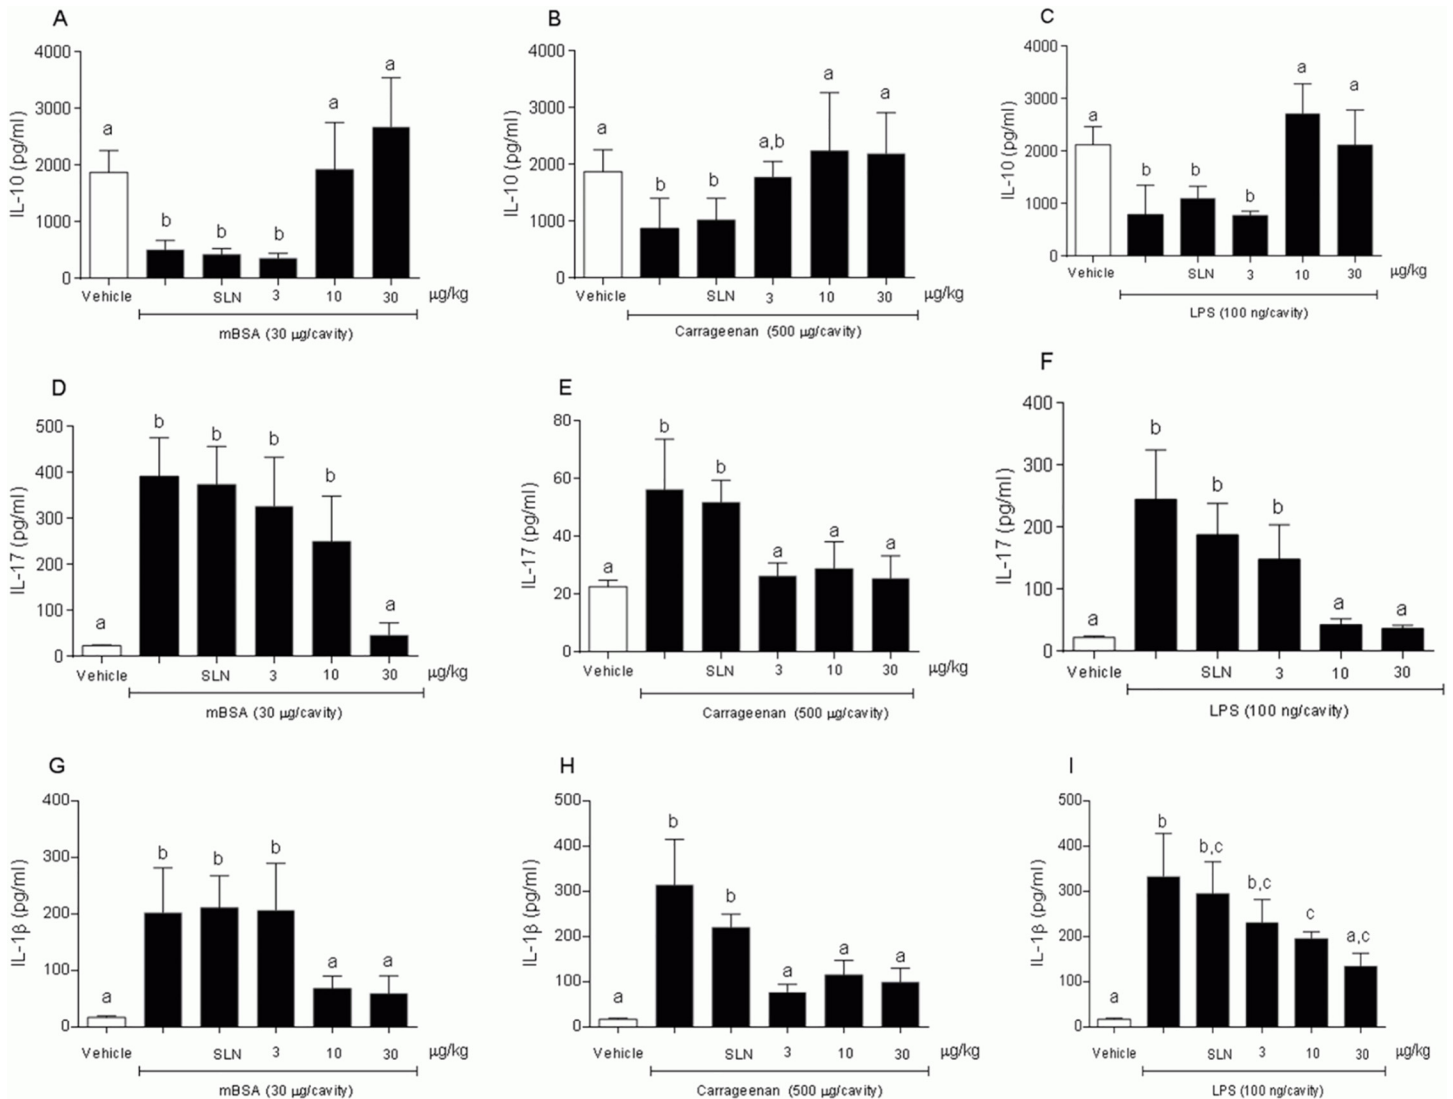 A
IL-10 (pg/ml)
4000
3000
2000
1000
0
a
b
b
b
a
a
Vehicle SLN 3 10 30 µg/kg
mBSA (30 µg/cavity)
B
IL-10 (pg/ml)
4000
3000
2000
1000
0
a
b
b
a,b
a
a
Vehicle SLN 3 10 30 µg/kg
Carrageenan (500 µg/cavity)
C
IL-10 (pg/ml)
4000
3000
2000
1000
0
a
b
b
b
a
a
Vehicle SLN 3 10 30 µg/kg
LPS (100 ng/cavity)
D
IL-17 (pg/ml)
500
400
300
200
100
0
a
b
b
b
b
a
Vehicle SLN 3 10 30 µg/kg
mBSA (30 µg/cavity)
E
IL-17 (pg/ml)
80
60
40
20
0
a
b
b
a
a
a
Vehicle SLN 3 10 30 µg/kg
Carrageenan (500 µg/cavity)
F
IL-17 (pg/ml)
400
300
200
100
0
a
b
b
b
a
a
Vehicle SLN 3 10 30 µg/kg
LPS (100 ng/cavity)
G
IL-1β (pg/ml)
400
300
200
100
0
a
b
b
b
a
a
Vehicle SLN 3 10 30 µg/kg
mBSA (30 µg/cavity)
H
IL-1β (pg/ml)
500
400
300
200
100
0
a
b
b
a
a
a
Vehicle SLN 3 10 30 µg/kg
Carrageenan (500 µg/cavity)
I
IL-1β (pg/ml)
500
400
300
200
100
0
a
b
b,c
b,c
c
a,c
Vehicle SLN 3 10 30 µg/kg
LPS (100 ng/cavity)